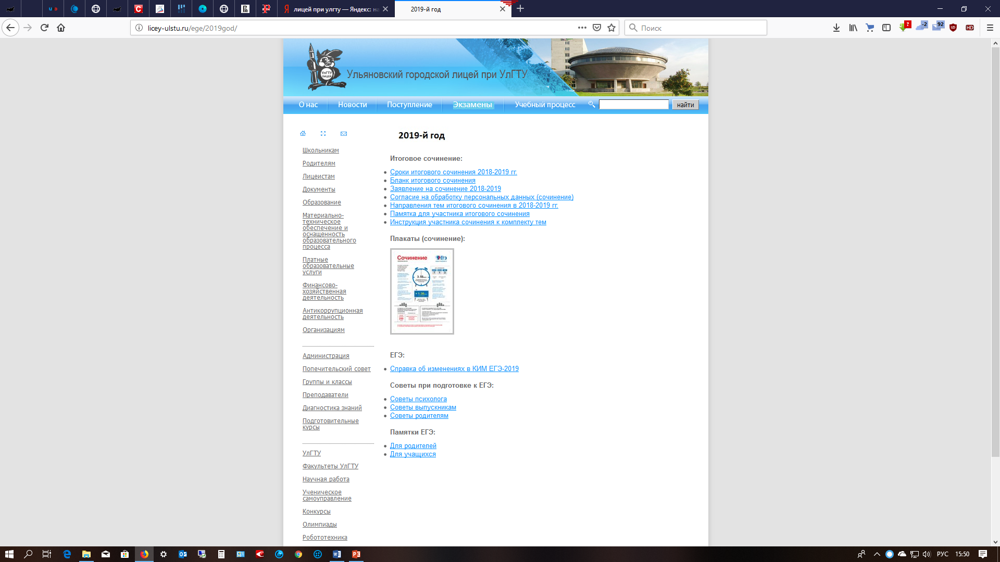 лицей при улгту — Яндекс: на
2019-й год
licey-ulstu.ru/ege/2019god/
Поиск
?
-2
92
HD
УлГТУ
ЛИЦЕЙ
Ульяновский городской лицей при УлГТУ
О нас
Новости
Поступление
Экзамены
Учебный процесс
найти
Школьникам
Родителям
Лицеистам
Документы
Образование
Материально-
техническое
обеспечение и
оснащенность
образовательного
процесса
Платные
образовательные
услуги
Финансово-
хозяйственная
деятельность
Антикоррупционная
деятельность
Организациям
Администрация
Попечительский совет
Группы и классы
Преподаватели
Диагностика знаний
Подготовительные
курсы
УлГТУ
Факультеты УлГТУ
Научная работа
Ученическое
самоуправление
Конкурсы
Олимпиады
Робототехника
2019-й год
Итоговое сочинение:
Сроки итогового сочинения 2018-2019 гг.
Бланк итогового сочинения
Заявление на сочинение 2018-2019
Согласие на обработку персональных данных (сочинение)
Направления тем итогового сочинения в 2018-2019 гг.
Памятка для участника итогового сочинения
Инструкция участника сочинения к комплекту тем
Плакаты (сочинение):
Сочинение
ЕГЭ
ЕГЭ:
Справка об изменениях в КИМ ЕГЭ-2019
Советы при подготовке к ЕГЭ:
Советы психолога
Советы выпускникам
Советы родителям
Памятки ЕГЭ:
Для родителей
Для учащихся
РУС
15:50